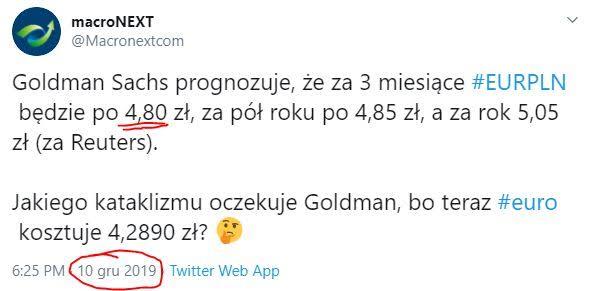 macroNEXT
@Macronextcom
Goldman Sachs prognozuje, że za 3 miesiące #EURPLN
będzie po 4,80 zł, za pół roku po 4,85 zł, a za rok 5,05
zł (za Reuters).
Jakiego kataklizmu oczekuje Goldman, bo teraz #euro
kosztuje 4,2890 zł? 🤔
6:25 PM · 10 gru 2019 · Twitter Web App